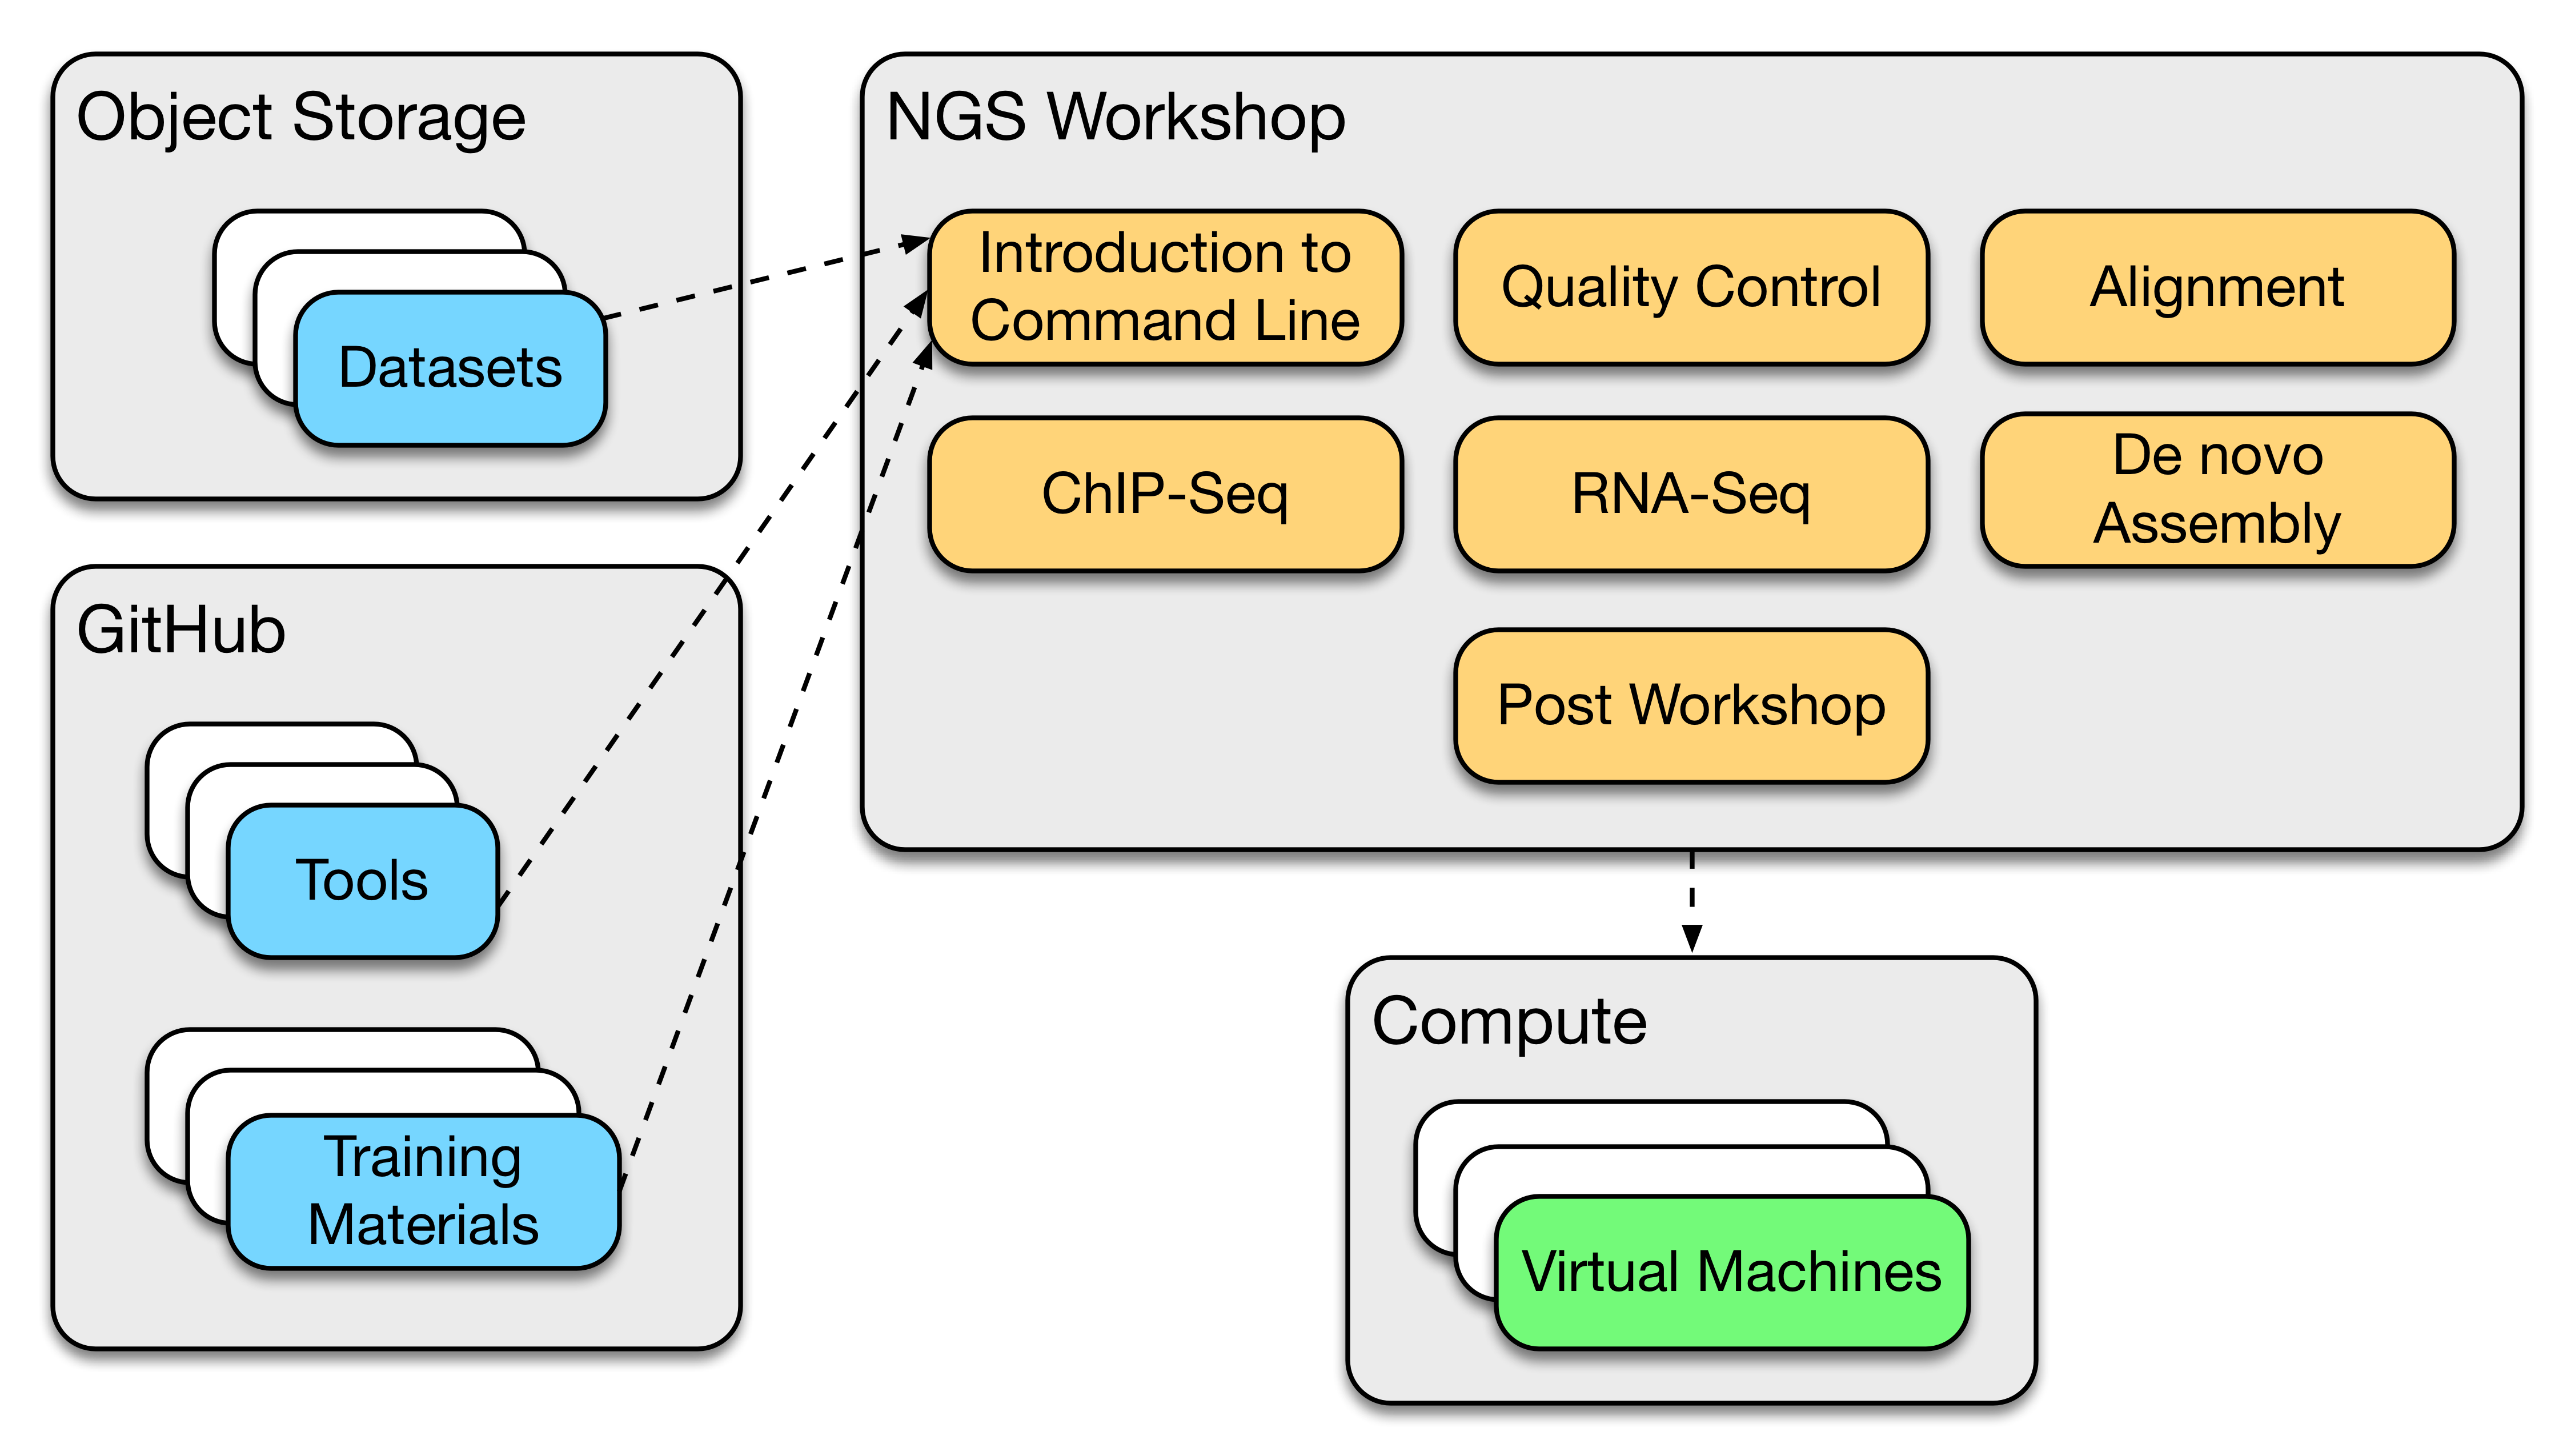 Object Storage
Datasets
GitHub
Tools
Training
Materials
NGS Workshop
Introduction to
Command Line
Quality Control
Alignment
ChIP-Seq
RNA-Seq
De novo
Assembly
Post Workshop
Compute
Virtual Machines